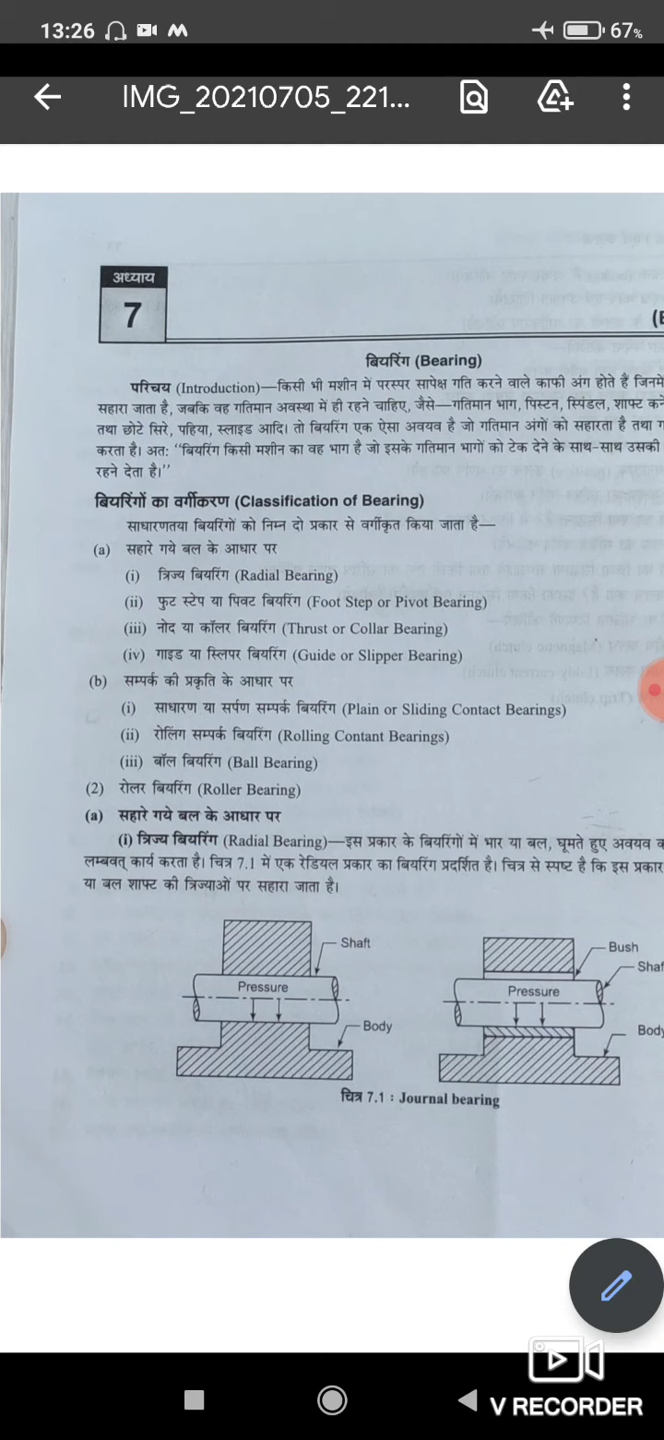 13:26
67%
IMG_20210705_221...
अध्याय
7
बियरिंग (Bearing)
परिचय (Introduction)—किसी भी मशीन में परस्पर सापेक्ष गति करने वाले काफी अंग होते हैं जिनमें
सहारा जाता है, जबकि वह गतिमान अवस्था में ही रहने चाहिए, जैसे—गतिमान भाग, पिस्टन, स्पिंडल, शाफ्ट
तथा छोटे सिरे, पहिया, स्लाइड आदि। तो बियरिंग एक ऐसा अवयव है जो गतिमान अंगों को सहारता है तथा
करता है। अतः "बियरिंग किसी मशीन का वह भाग है जो इसके गतिमान भागों को टेक देने के साथ-साथ उसकी
रहने देता है।"
बियरिंगों का वर्गीकरण (Classification of Bearing)
साधारणतया बियरिंगों को निम्न दो प्रकार से वर्गीकृत किया जाता है—
(a) सहारे गये बल के आधार पर
(i) त्रिज्य बियरिंग (Radial Bearing)
(ii) फुट स्टेप या पिवट बियरिंग (Foot Step or Pivot Bearing)
(iii) नोद या कॉलर बियरिंग (Thrust or Collar Bearing)
(iv) गाइड या स्लिपर बियरिंग (Guide or Slipper Bearing)
(b) सम्पर्क की प्रकृति के आधार पर
(i) साधारण या सर्पण सम्पर्क बियरिंग (Plain or Sliding Contact Bearings)
(ii) रोलिंग सम्पर्क बियरिंग (Rolling Contant Bearings)
(iii) बॉल बियरिंग (Ball Bearing)
(2) रोलर बियरिंग (Roller Bearing)
(a) सहारे गये बल के आधार पर
(i) त्रिज्य बियरिंग (Radial Bearing)—इस प्रकार के बियरिंगों में भार या बल, घूमते हुए अवयव
लम्बवत् कार्य करता है। चित्र 7.1 में एक रेडियल प्रकार का बियरिंग प्रदर्शित है। चित्र से स्पष्ट है कि इस प्रकार
या बल शाफ्ट की त्रिज्याओं पर सहारा जाता है।
Shaft
Pressure
Body
Bush
Pressure
चित्र 7.1 : Journal bearing
V RECORDER